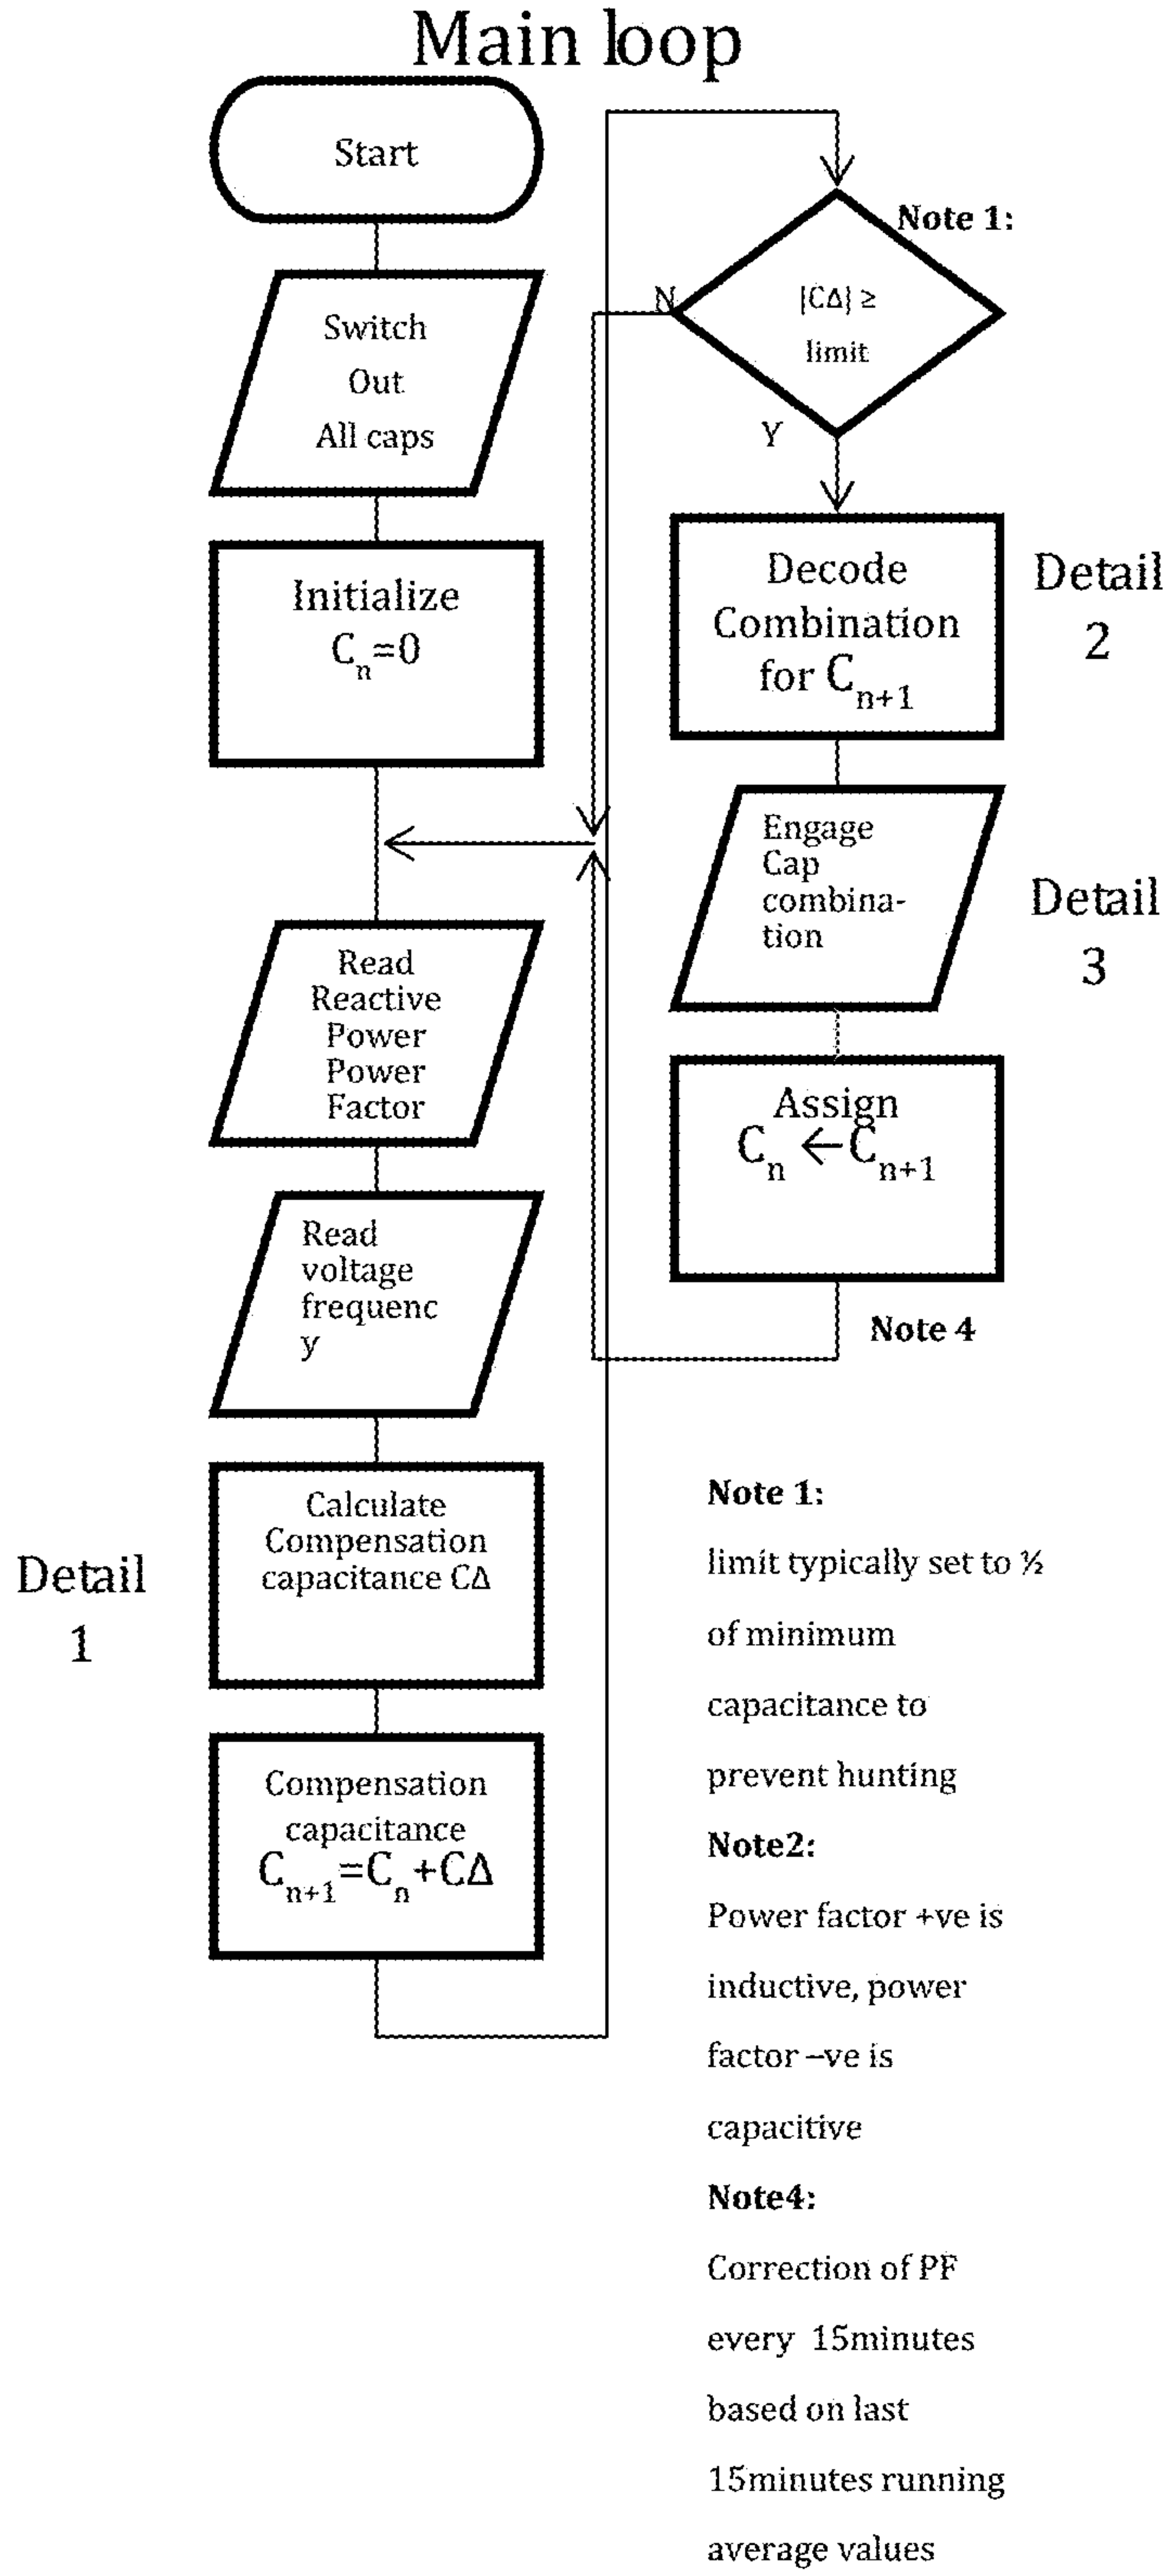 Main loop
Start
Switch
Out
All caps
Initialize
Cn=0
Read
Reactive
Power
Power
Factor
Read
voltage
frequenc
y
Detail
1
Calculate
Compensation
capacitance CΔ
Compensation
capacitance
Cn+1=Cn+CΔ
Note 1:
N
|CΔ| ≥
limit
Y
Decode
Combination
for Cn+1
Detail
2
Engage
Cap
combina-
tion
Detail
3
Assign
Cn ←Cn+1
Note 4
Note 1:
limit typically set to ½
of minimum
capacitance to
prevent hunting
Note2:
Power factor +ve is
inductive, power
factor –ve is
capacitive
Note4:
Correction of PF
every 15minutes
based on last
15minutes running
average values